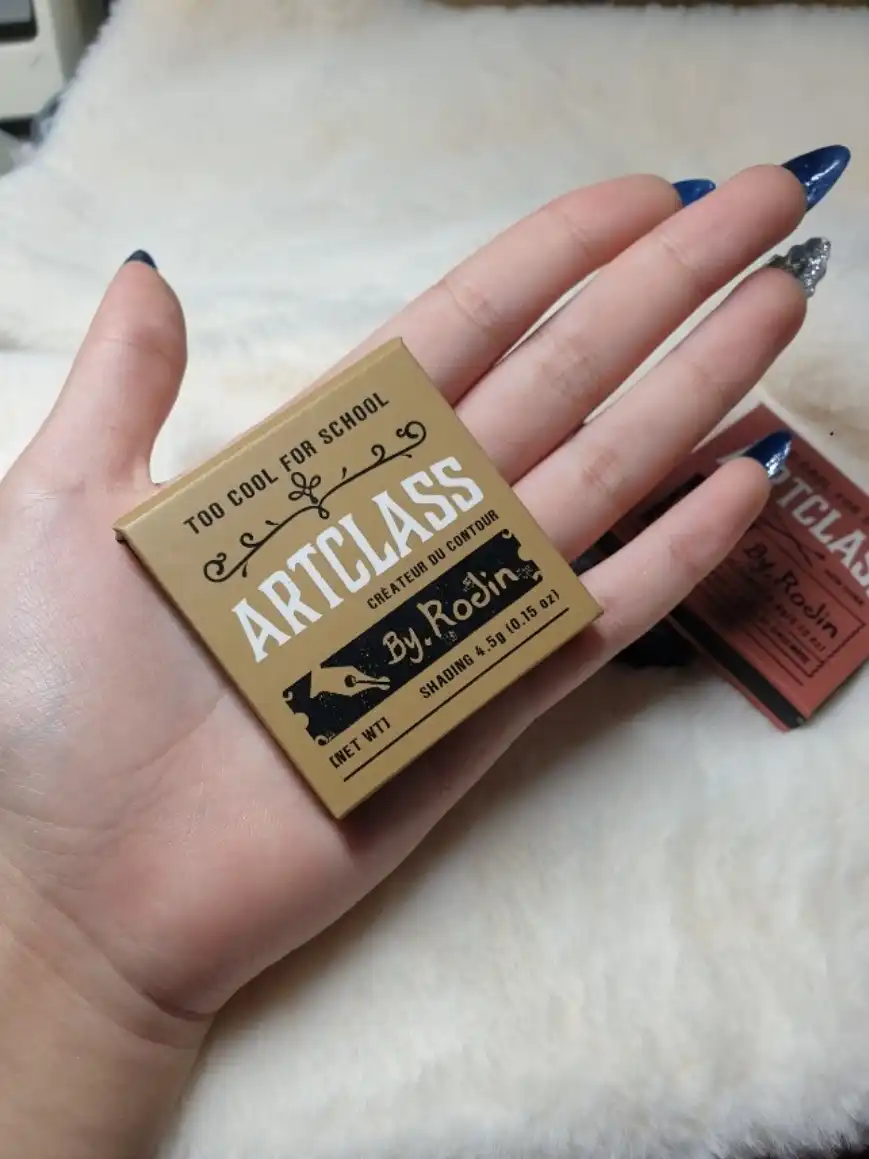 TOO COOL FOR SCHOOL
ARTCLASS
CRÉATEUR DU CONTOUR
By. Rodin
SHADING 4.5g (0.15 oz)
[NET WT]
RTCLAS
By. Rodin